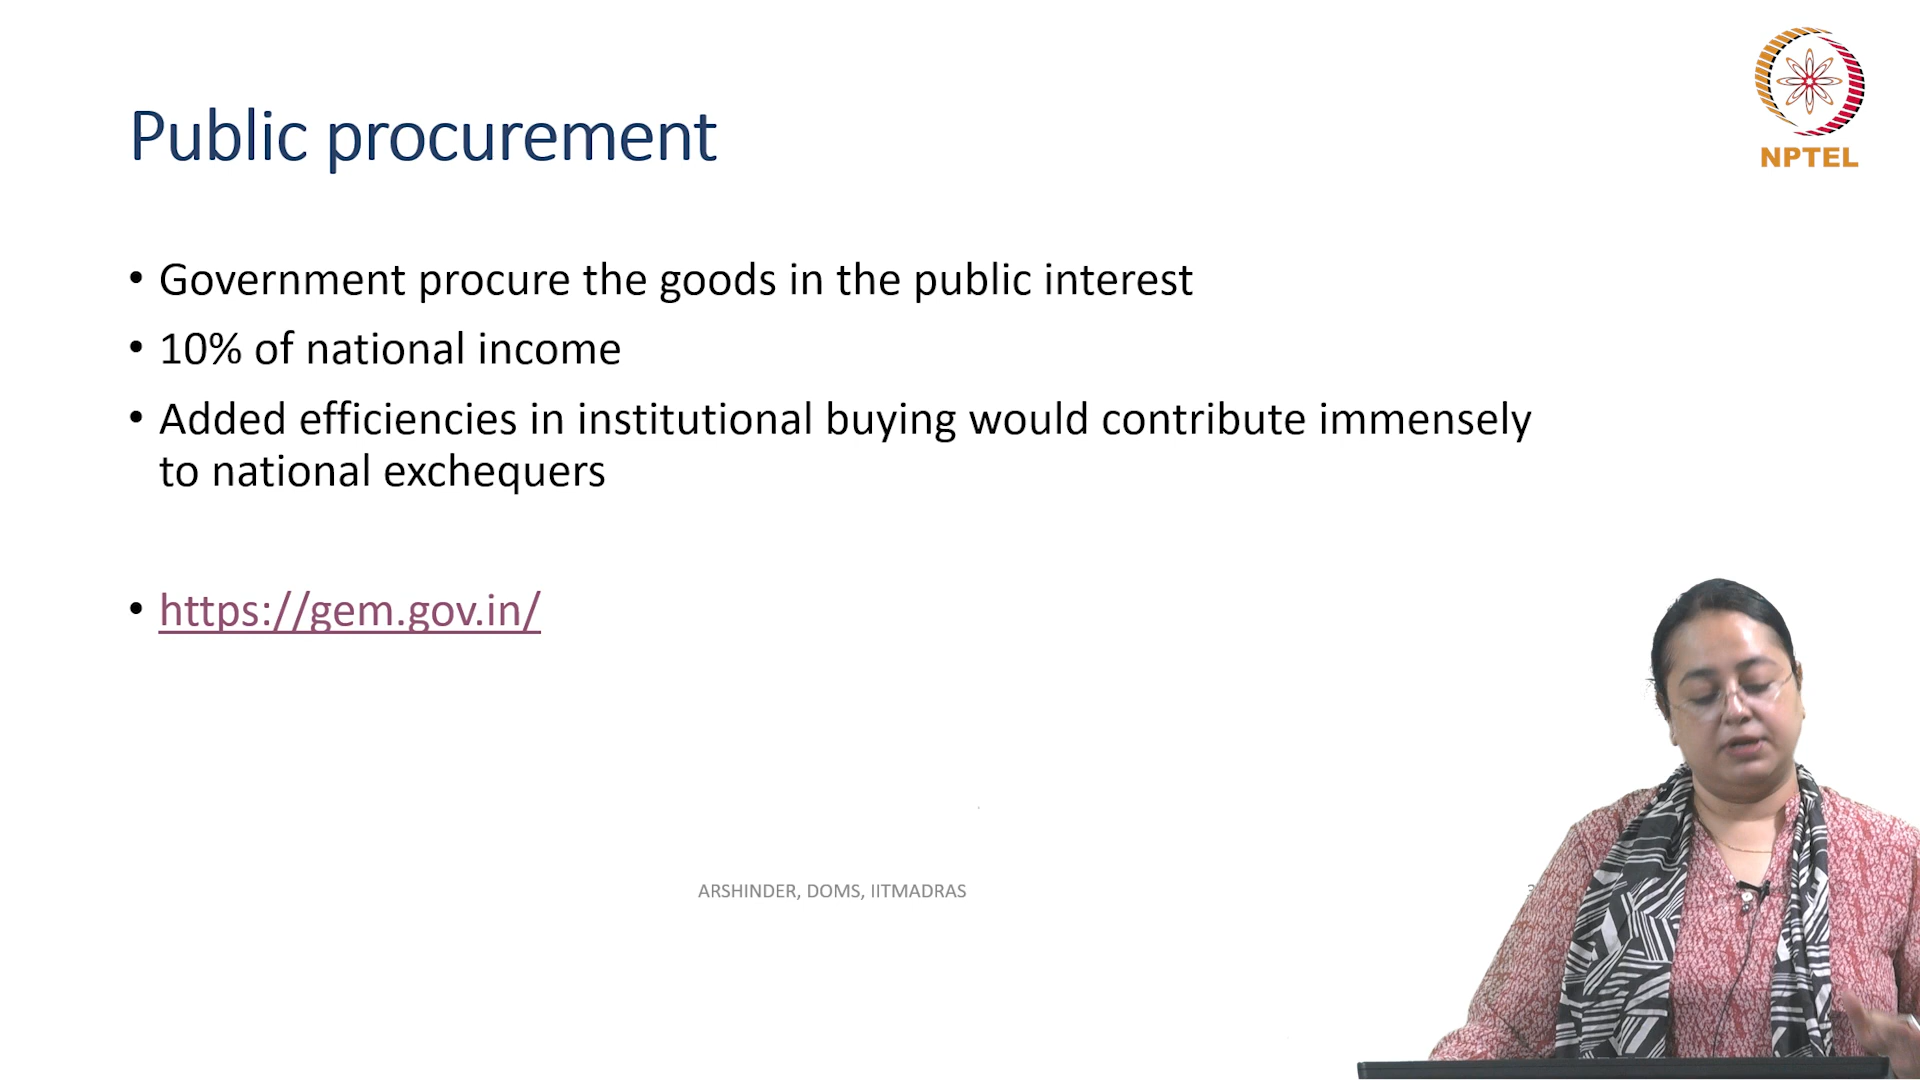 NPTEL
Public procurement
• Government procure the goods in the public interest
• 10% of national income
• Added efficiencies in institutional buying would contribute immensely
to national exchequers
• https://gem.gov.in/
ARSHINDER, DOMS, IITMADRAS